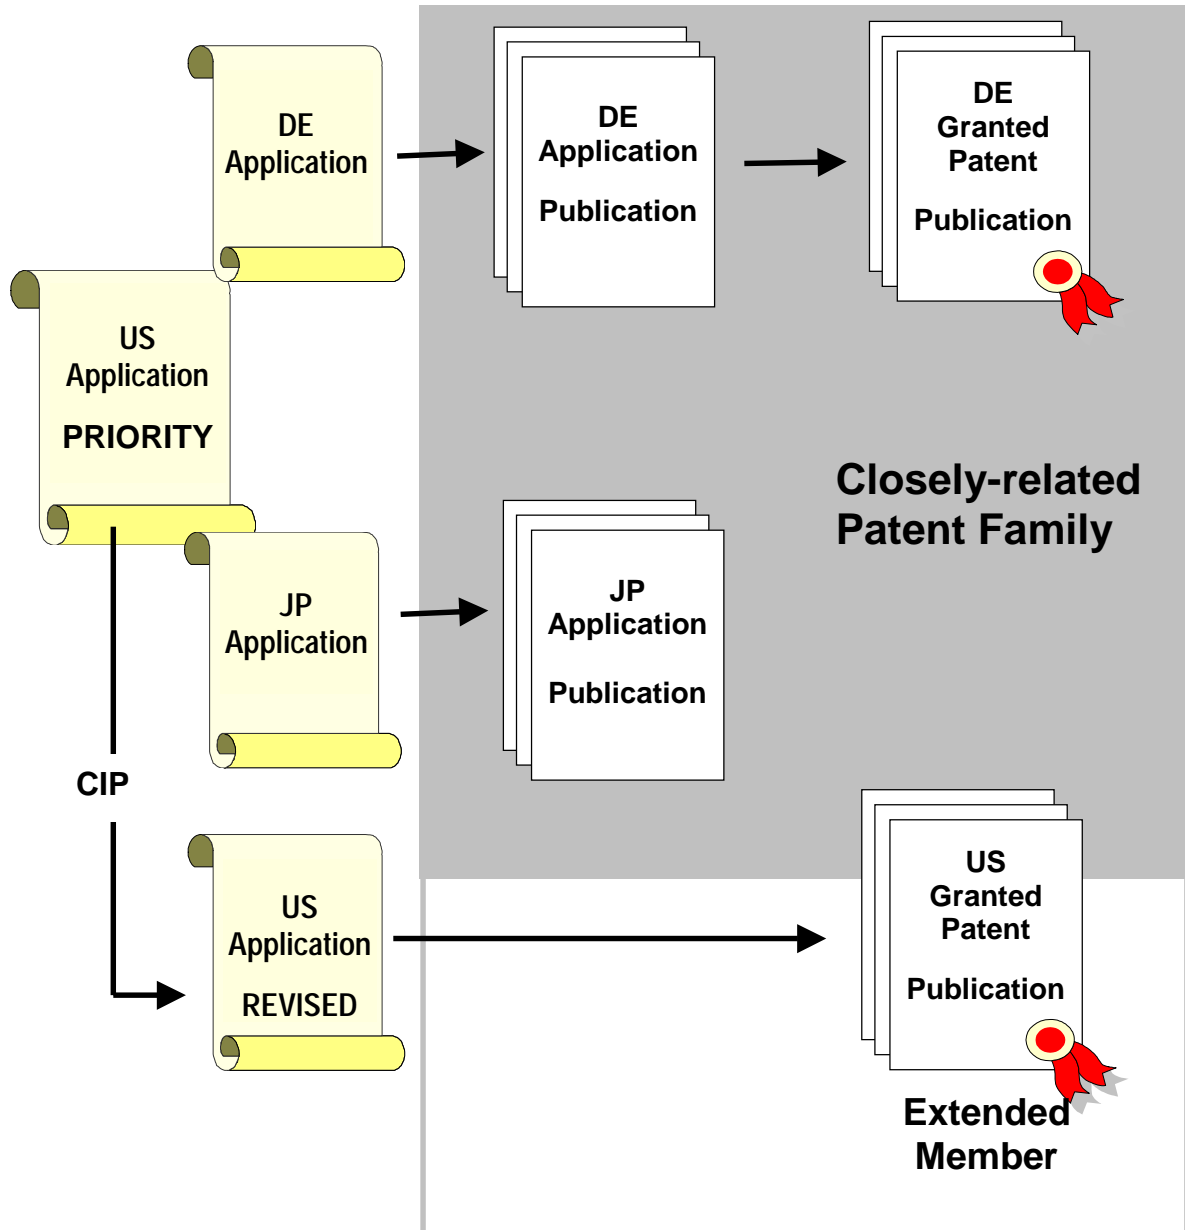 DE
Application
DE
Application
Publication
DE
Granted
Patent
Publication
US
Application
PRIORITY
Closely-related
Patent Family
JP
Application
JP
Application
Publication
CIP
US
Application
REVISED
US
Granted
Patent
Publication
Extended
Member